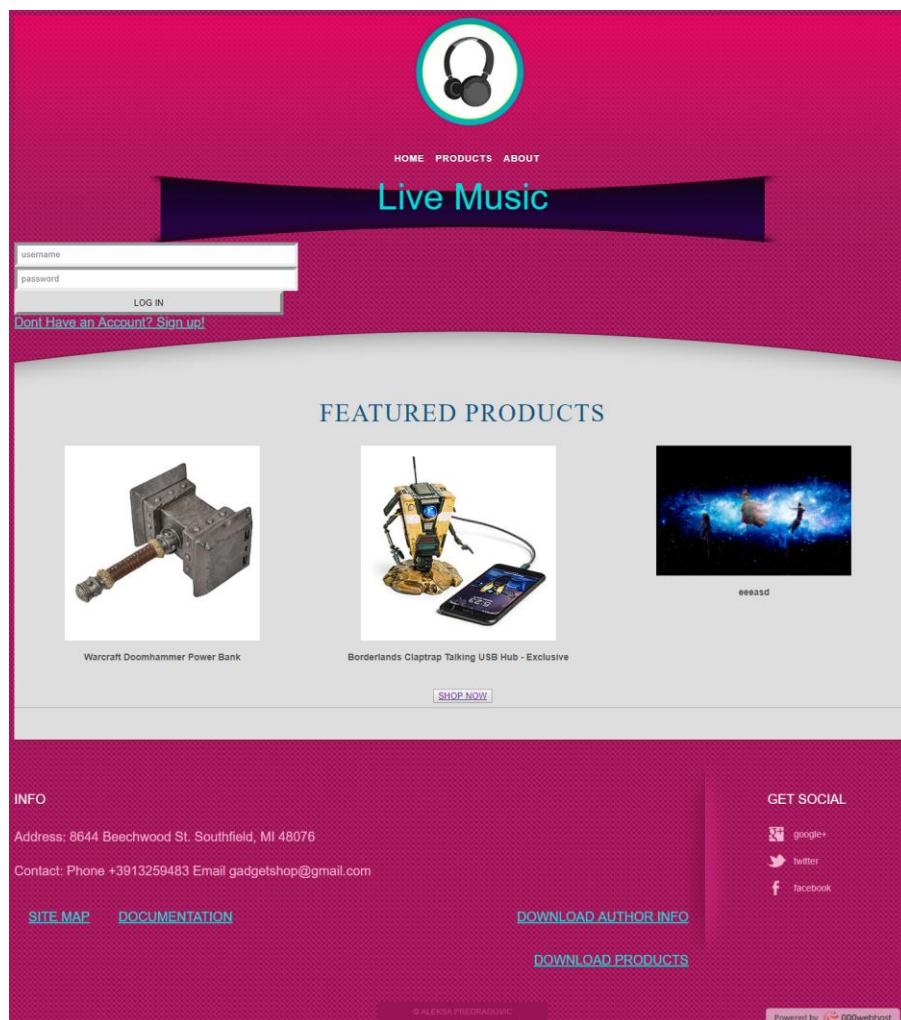 HOME PRODUCTS ABOUT
Live Music
username
password
LOG IN
Dont Have an Account? Sign up!
FEATURED PRODUCTS
Warcraft Doomhammer Power Bank
Borderlands Claptrap Talking USB Hub - Exclusive
eeeasd
SHOP NOW
INFO
Address: 8644 Beechwood St. Southfield, MI 48076
Contact: Phone +3913259483 Email gadgetshop@gmail.com
SITE MAP DOCUMENTATION
DOWNLOAD AUTHOR INFO
DOWNLOAD PRODUCTS
GET SOCIAL
google+
twitter
facebook
© ALEKSA PREDRAGOVIC
Powered by 000webhost